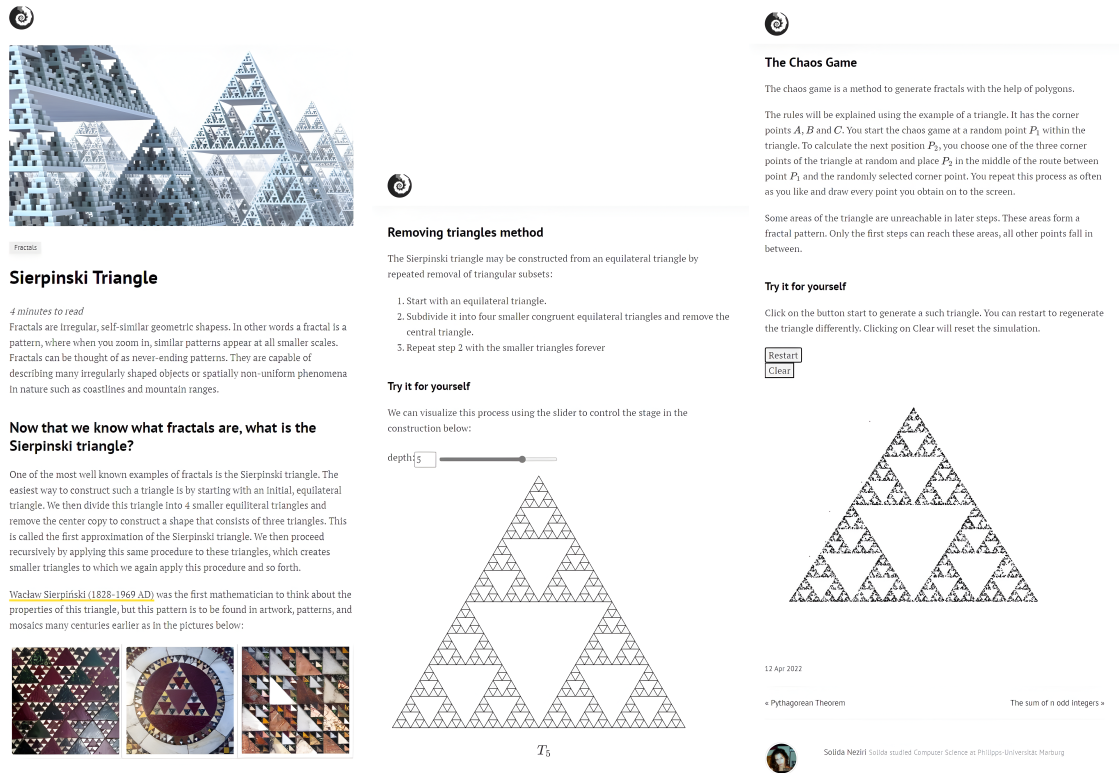 Fractals
Sierpinski Triangle
4 minutes to read
Fractals are irregular, self-similar geometric shapess. In other words a fractal is a
pattern, where when you zoom in, similar patterns appear at all smaller scales.
Fractals can be thought of as never-ending patterns. They are capable of
describing many irregularly shaped objects or spatially non-uniform phenomena
in nature such as coastlines and mountain ranges.
Now that we know what fractals are, what is the
Sierpinski triangle?
One of the most well known examples of fractals is the Sierpinski triangle. The
easiest way to construct such a triangle is by starting with an initial, equilateral
triangle. We then divide this triangle into 4 smaller equiliteral triangles and
remove the center copy to construct a shape that consists of three triangles. This
is called the first approximation of the Sierpinski triangle. We then proceed
recursively by applying this same procedure to these triangles, which creates
smaller triangles to which we again apply this procedure and so forth.
Wacław Sierpiński (1828-1969 AD) was the first mathematician to think about the
properties of this triangle, but this pattern is to be found in artwork, patterns, and
mosaics many centuries earlier as in the pictures below:
Removing triangles method
The Sierpinski triangle may be constructed from an equilateral triangle by
repeated removal of triangular subsets:
1. Start with an equilateral triangle.
2. Subdivide it into four smaller congruent equilateral triangles and remove the
central triangle.
3. Repeat step 2 with the smaller triangles forever
Try it for yourself
We can visualize this process using the slider to control the stage in the
construction below:
depth: 5
T₅
The Chaos Game
The chaos game is a method to generate fractals with the help of polygons.
The rules will be explained using the example of a triangle. It has the corner
points A, B and C. You start the chaos game at a random point P₁ within the
triangle. To calculate the next position P₂, you choose one of the three corner
points of the triangle at random and place P₂ in the middle of the route between
point P₁ and the randomly selected corner point. You repeat this process as often
as you like and draw every point you obtain on to the screen.
Some areas of the triangle are unreachable in later steps. These areas form a
fractal pattern. Only the first steps can reach these areas, all other points fall in
between.
Try it for yourself
Click on the button start to generate a such triangle. You can restart to regenerate
the triangle differently. Clicking on Clear will reset the simulation.
Restart
Clear
12 Apr 2022
« Pythagorean Theorem
The sum of n odd integers »
Solida Neziri Solida studied Computer Science at Philipps-Universität Marburg